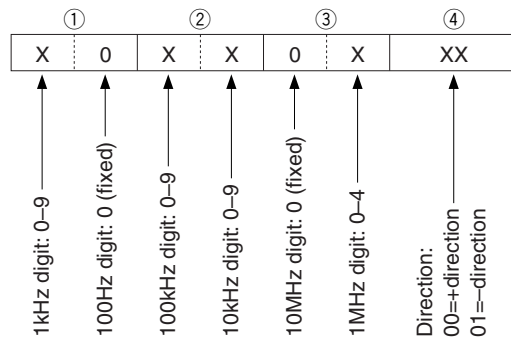 ① ② ③ ④
X 0 X X 0 X XX
1kHz digit: 0–9
100Hz digit: 0 (fixed)
100kHz digit: 0–9
10kHz digit: 0–9
10MHz digit: 0 (fixed)
1MHz digit: 0–4
Direction:
00=+direction
01=–direction